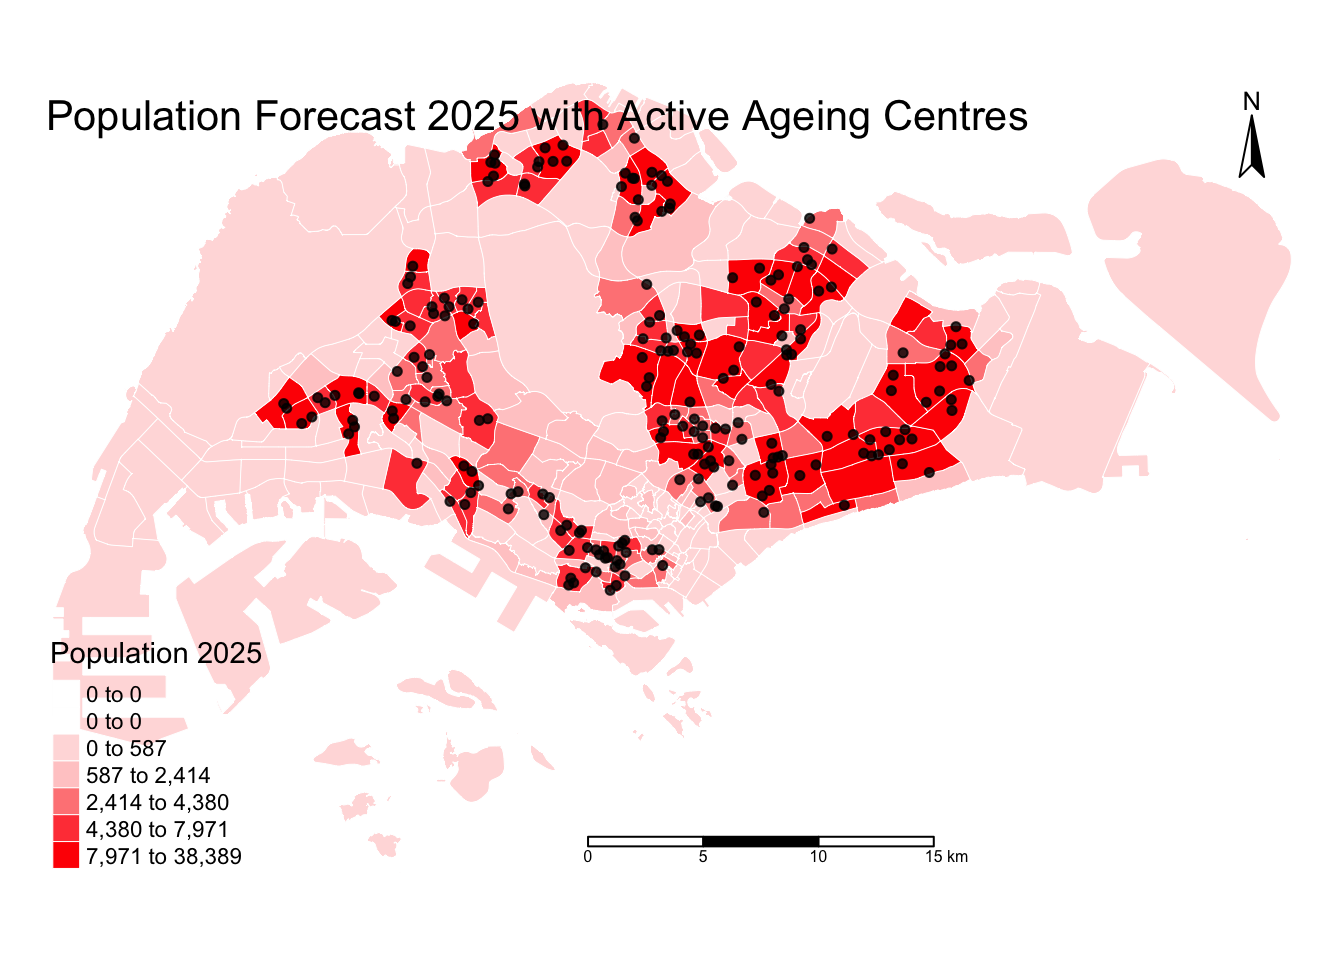 Population Forecast 2025 with Active Ageing Centres
N
Population 2025
0 to 0
0 to 0
0 to 587
587 to 2,414
2,414 to 4,380
4,380 to 7,971
7,971 to 38,389
0 5 10 15 km